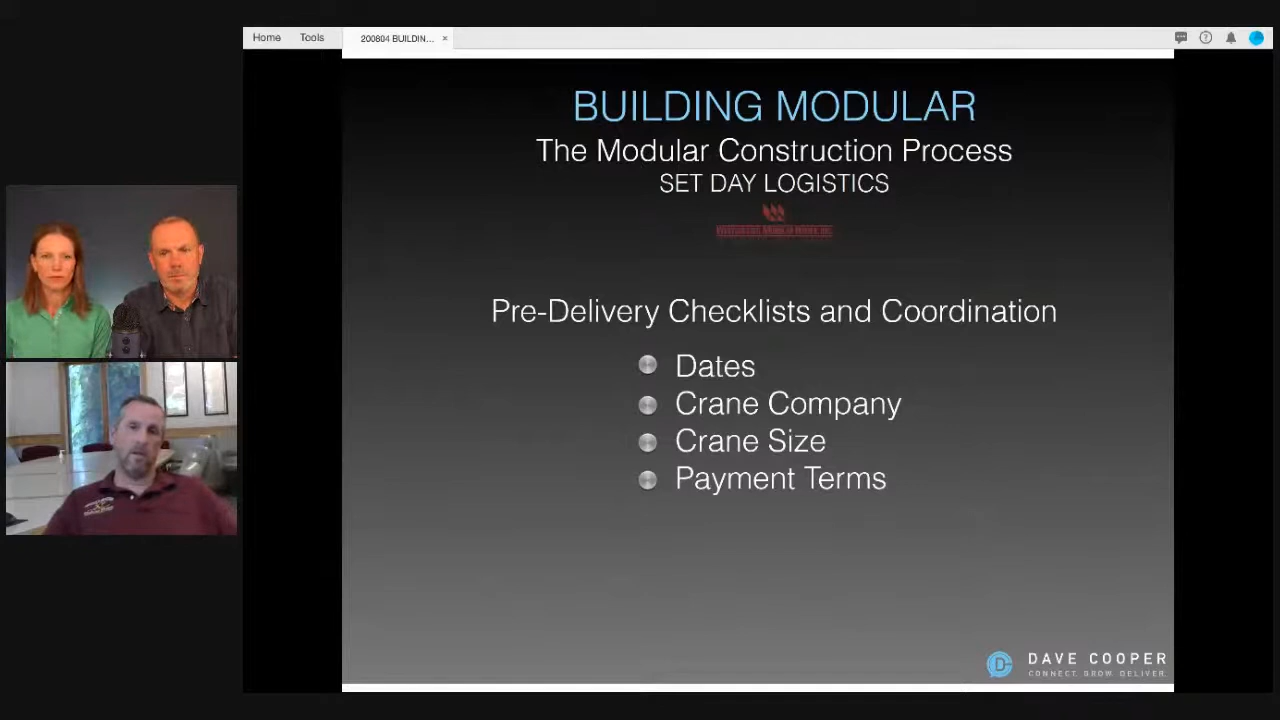 Home Tools 200804 BUILDIN... ×
BUILDING MODULAR
The Modular Construction Process
SET DAY LOGISTICS
Pre-Delivery Checklists and Coordination
Dates
Crane Company
Crane Size
Payment Terms
DAVE COOPER
CONNECT. GROW. DELIVER.